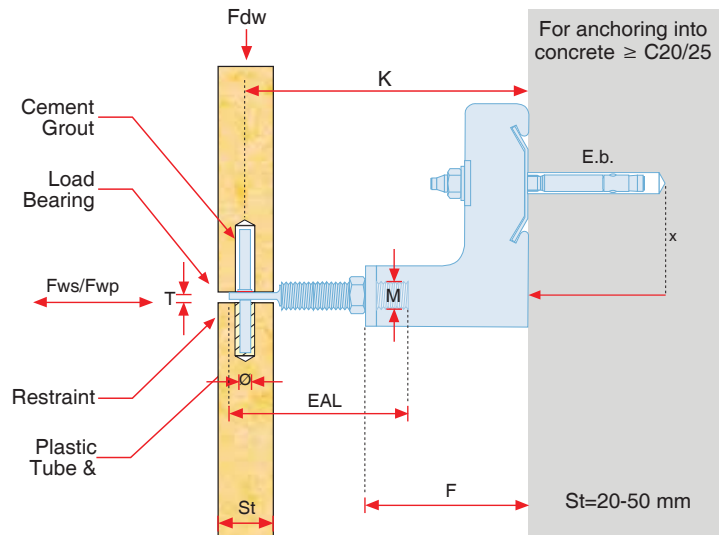 Fdw
For anchoring into
concrete ≥ C20/25
K
Cement
Grout
E.b.
Load
Bearing
x
Fws/Fwp
T
M
Ø
Restraint
EAL
Plastic
Tube &
F
St
St=20-50 mm